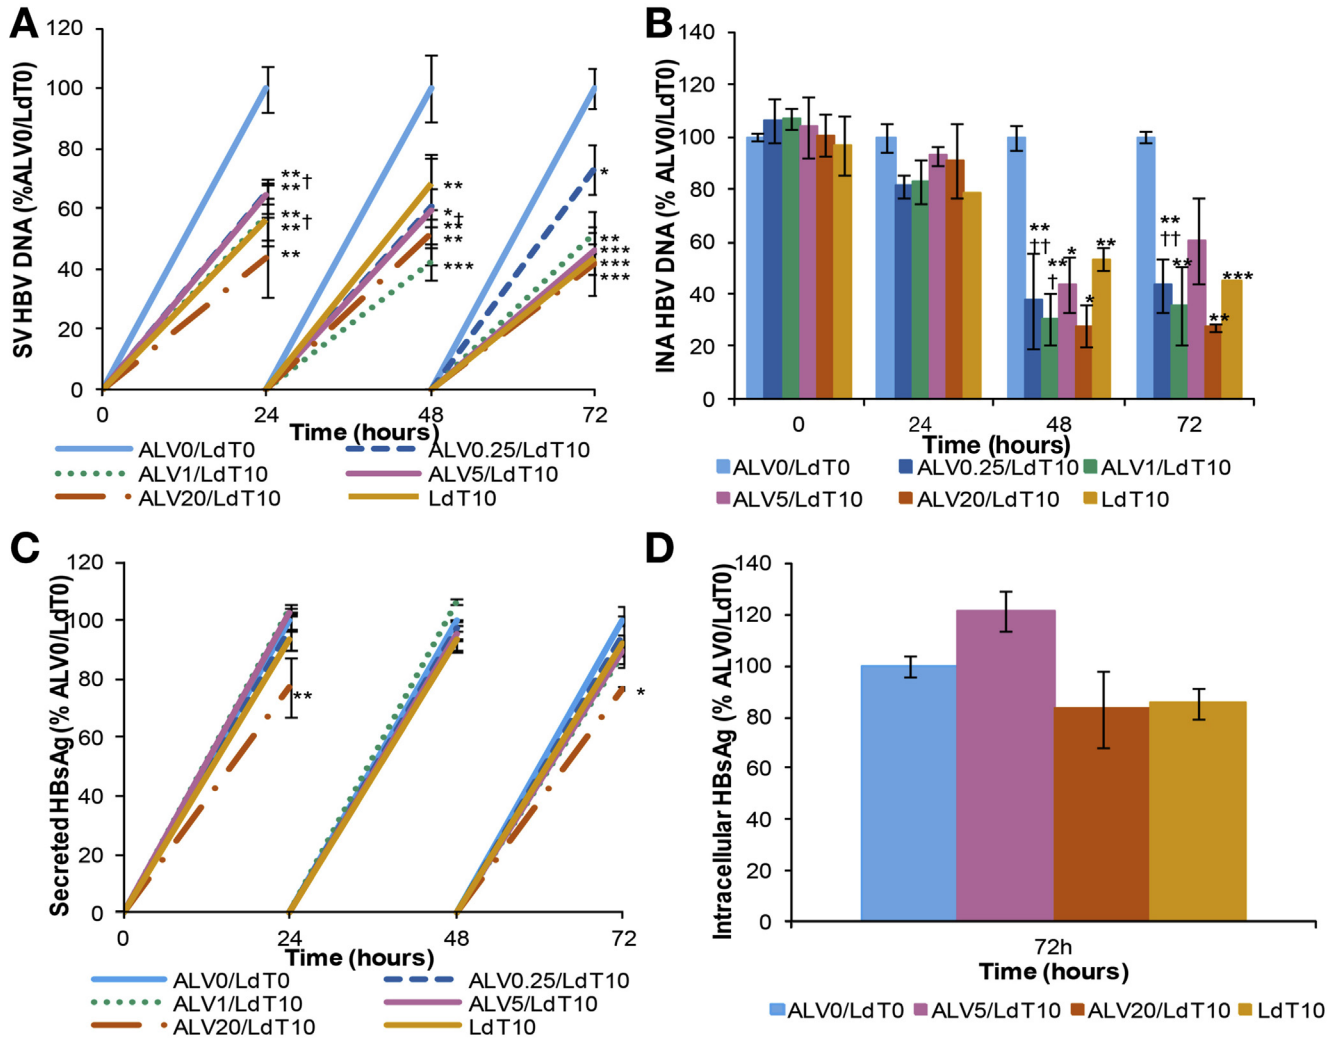 A
SV HBV DNA (%ALV0/LdT0)
120
100
80
60
40
20
0
** †
**
** †
**
**
**
*
‡
**
**
***
*
**
***
***
***
0 24 48 72
Time (hours)
ALV0/LdT0 ALV0.25/LdT10
ALV1/LdT10 ALV5/LdT10
ALV20/LdT10 LdT10
B
INA HBV DNA (% ALV0/LdT0)
140
120
100
80
60
40
20
0
**
††
**
†
*
*
**
**
††
**
**
***
0 24 48 72
Time (hours)
ALV0/LdT0 ALV0.25/LdT10 ALV1/LdT10
ALV5/LdT10 ALV20/LdT10 LdT10
C
Secreted HBsAg (% ALV0/LdT0)
120
100
80
60
40
20
0
**
*
0 24 48 72
Time (hours)
ALV0/LdT0 ALV0.25/LdT10
ALV1/LdT10 ALV5/LdT10
ALV20/LdT10 LdT10
D
Intracellular HBsAg (% ALV0/LdT0)
140
120
100
80
60
40
20
0
72h
Time (hours)
ALV0/LdT0 ALV5/LdT10 ALV20/LdT10 LdT10